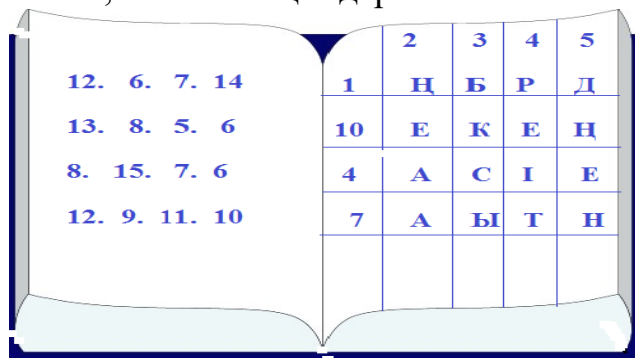 12. 6. 7. 14
13. 8. 5. 6
8. 15. 7. 6
12. 9. 11. 10
2 3 4 5
1 Ң Б Р Д
10 Е К Е Ң
4 А С І Е
7 А Ы Т Н